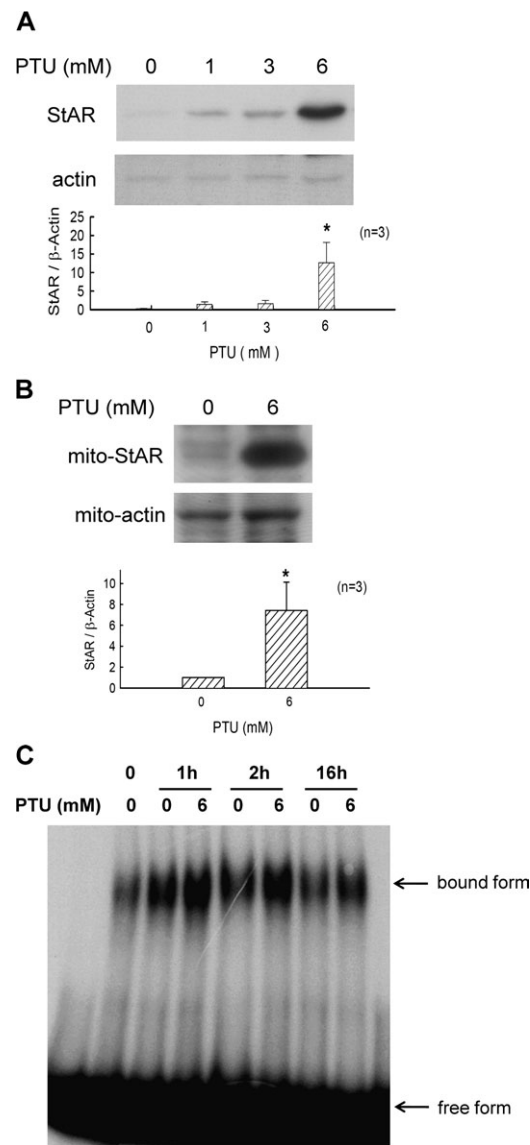 A
PTU (mM) 0 1 3 6
StAR
actin
StAR / β-Actin
25
20
15
10
5
0
*
(n=3)
0 1 3 6
PTU ( mM )
B
PTU (mM) 0 6
mito-StAR
mito-actin
StAR / β-Actin
10
8
6
4
2
0
*
(n=3)
0 6
PTU (mM)
C
0 1h 2h 16h
PTU (mM) 0 0 6 0 6 0 6
bound form
free form